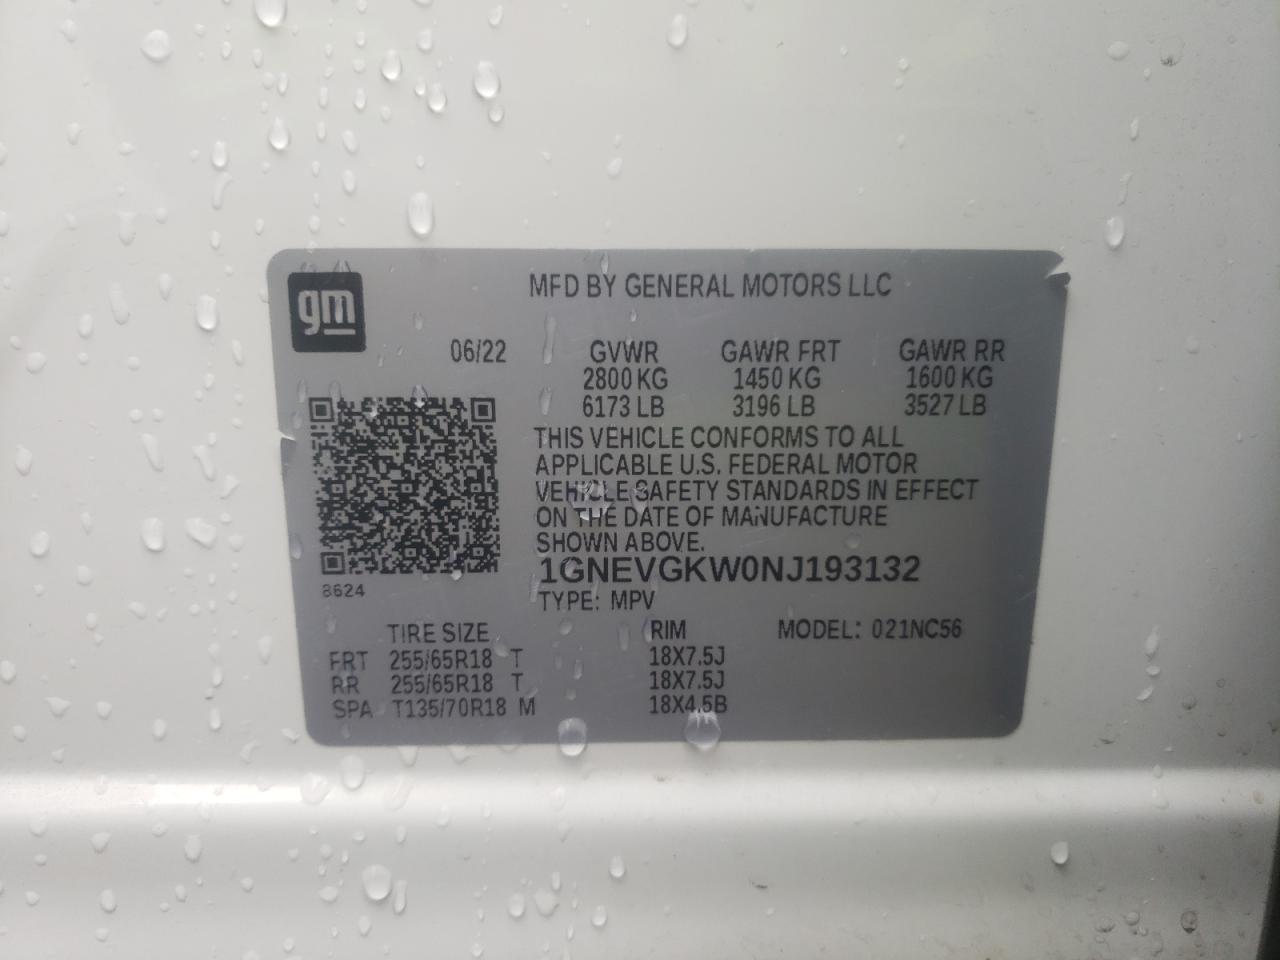 gm
MFD BY GENERAL MOTORS LLC
06/22 GVWR GAWR FRT GAWR RR
2800 KG 1450 KG 1600 KG
6173 LB 3196 LB 3527 LB
THIS VEHICLE CONFORMS TO ALL
APPLICABLE U.S. FEDERAL MOTOR
VEHICLE SAFETY STANDARDS IN EFFECT
ON THE DATE OF MANUFACTURE
SHOWN ABOVE.
1GNEVGKW0NJ193132
8624
TYPE: MPV
TIRE SIZE RIM MODEL: 021NC56
FRT 255/65R18 T 18X7.5J
RR 255/65R18 T 18X7.5J
SPA T135/70R18 M 18X4.5B